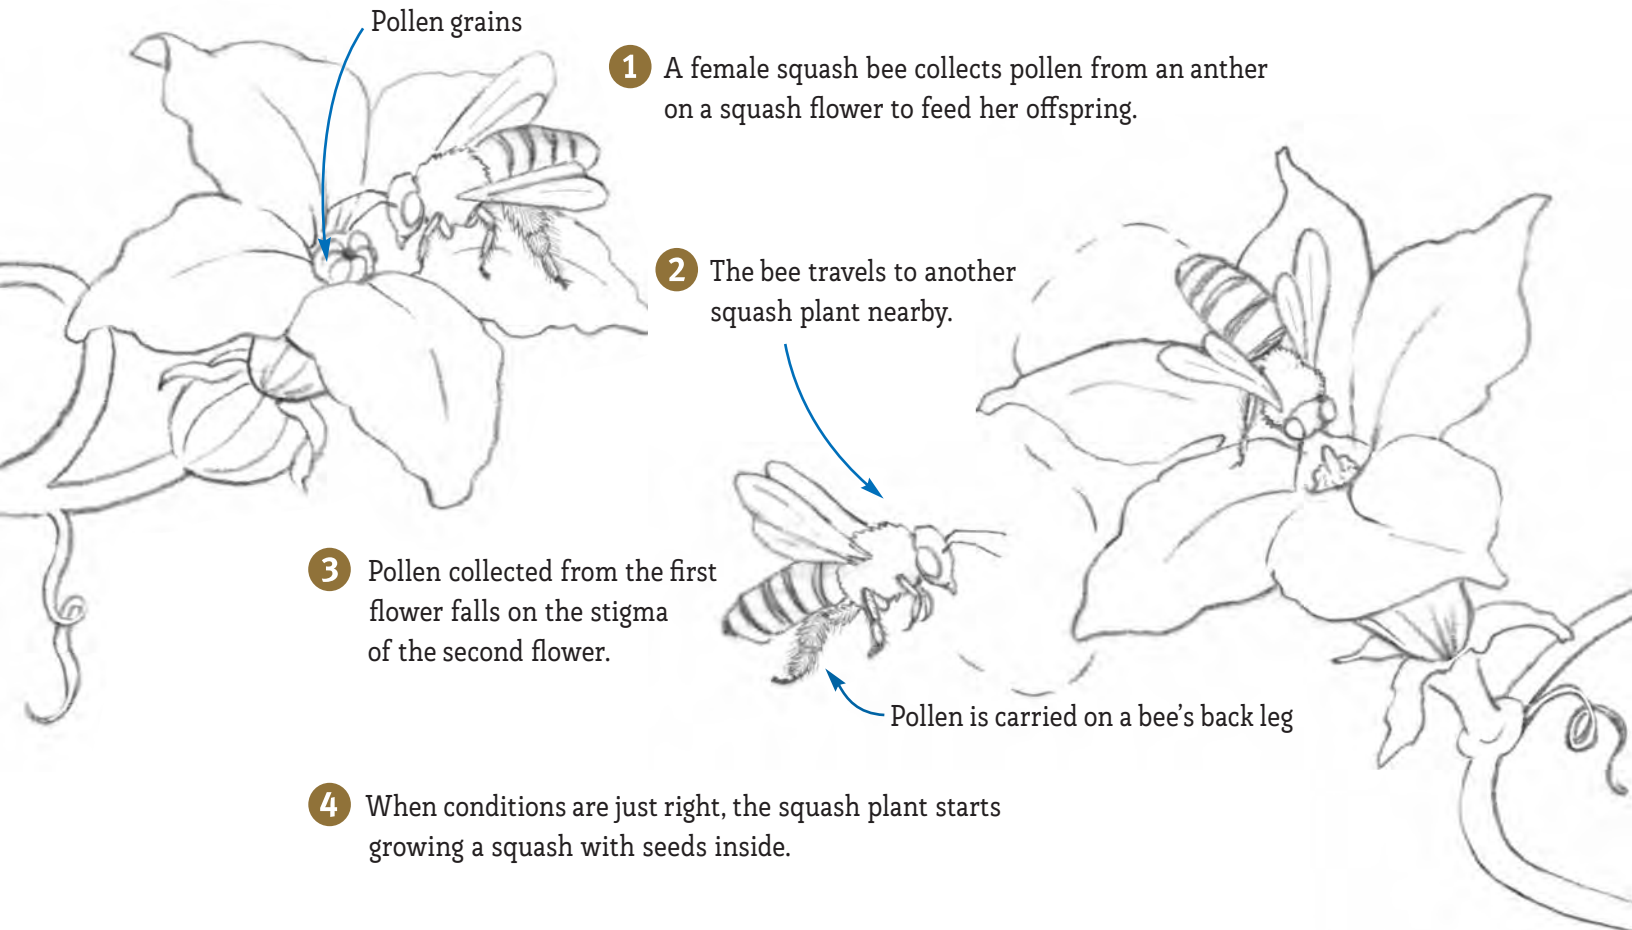 Pollen grains
1 A female squash bee collects pollen from an anther
on a squash flower to feed her offspring.
2 The bee travels to another
squash plant nearby.
3 Pollen collected from the first
flower falls on the stigma
of the second flower.
Pollen is carried on a bee's back leg
4 When conditions are just right, the squash plant starts
growing a squash with seeds inside.